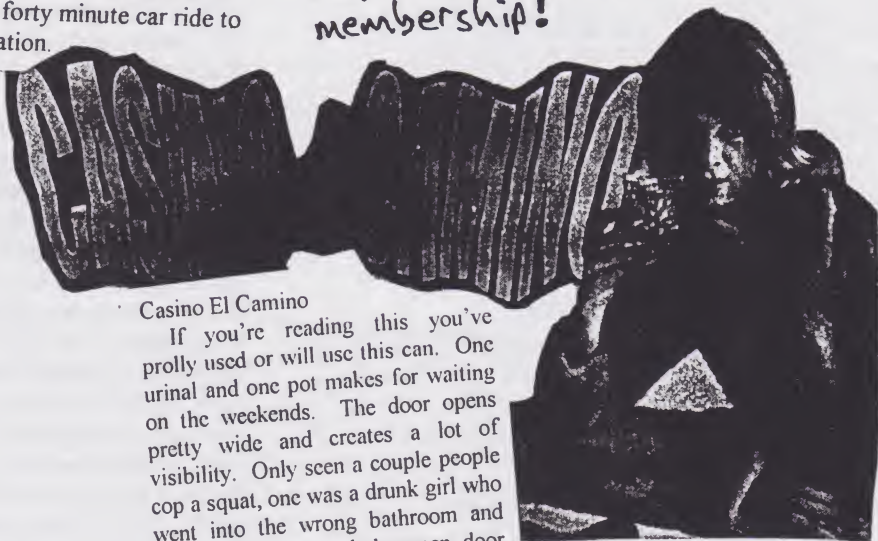 forty minute car ride to
ation.
membership!
CASINO
Casino El Camino
If you're reading this you've
prolly used or will use this can. One
urinal and one pot makes for waiting
on the weekends. The door opens
pretty wide and creates a lot of
visibility. Only seen a couple people
cop a squat, one was a drunk girl who
went into the wrong bathroom and
door